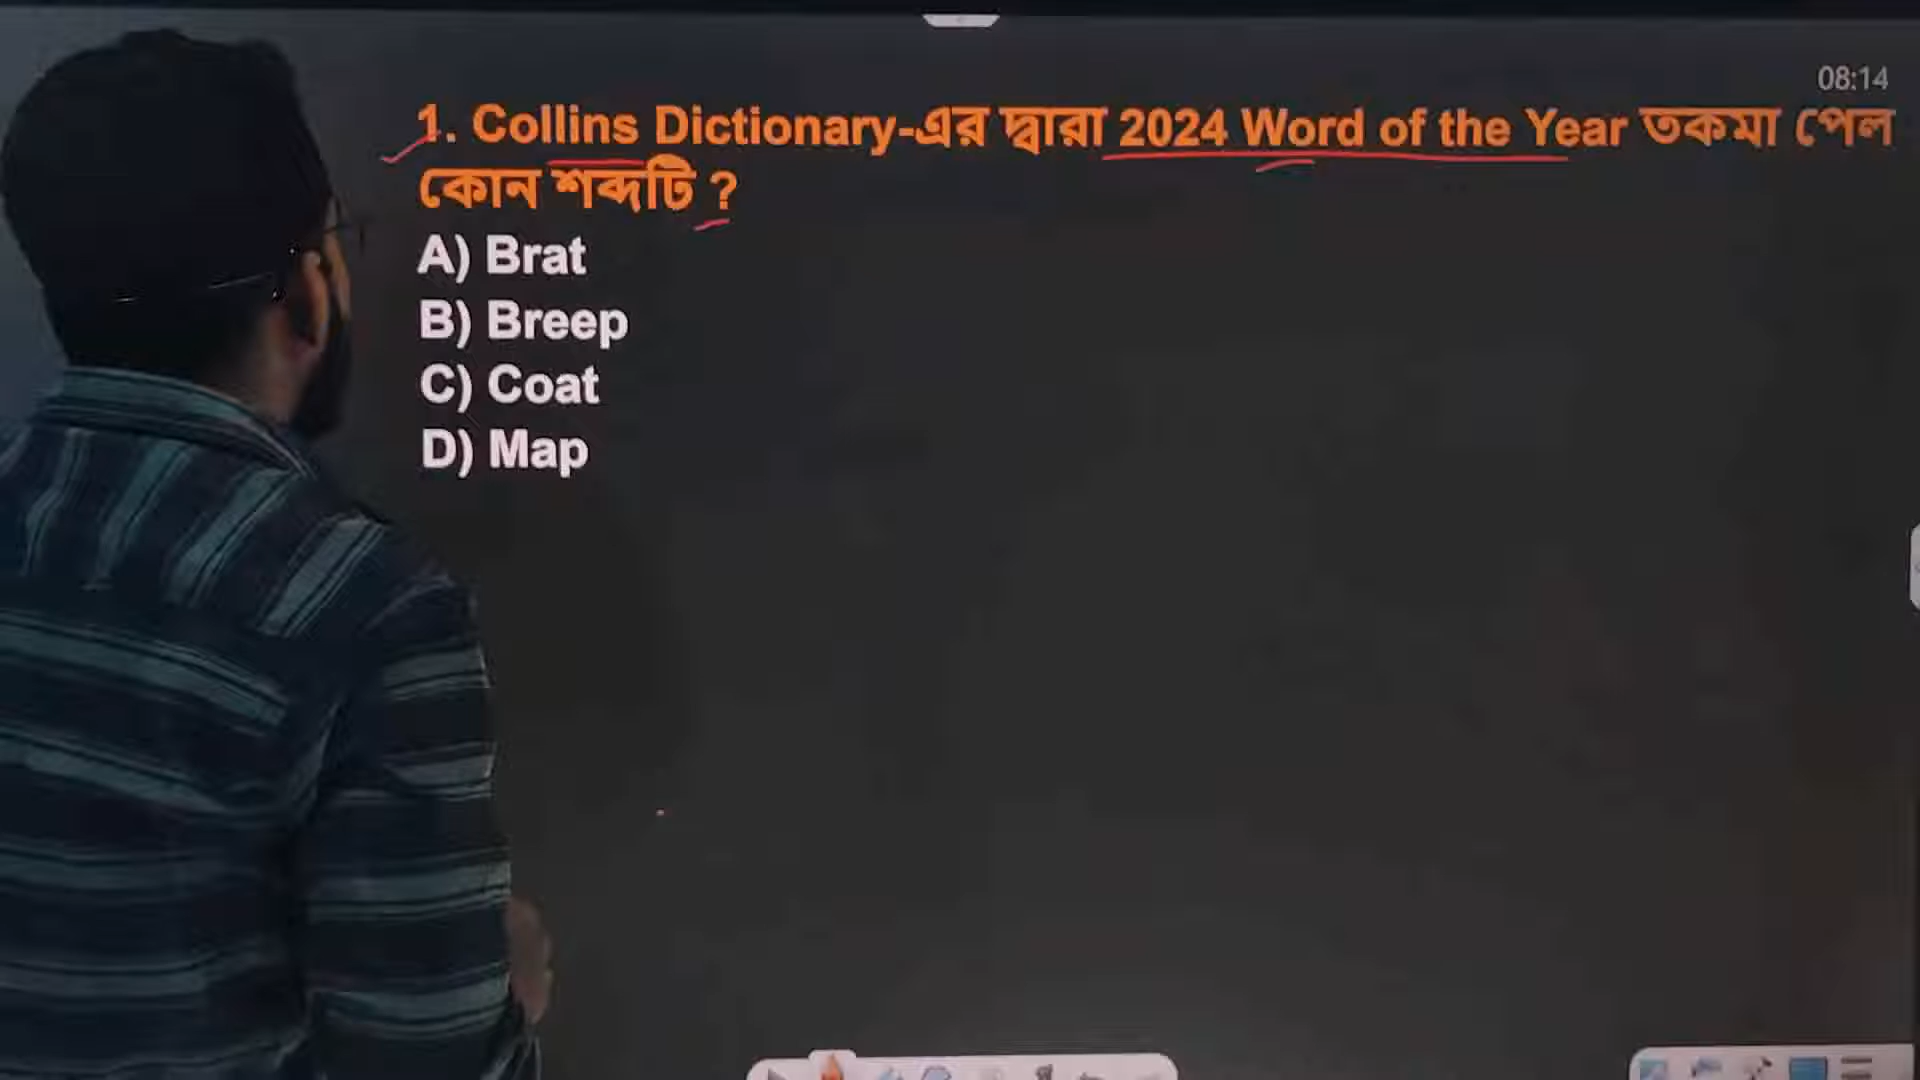 08:14
1. Collins Dictionary-এর দ্বারা 2024 Word of the Year তকমা পেল
কোন শব্দটি ?
A) Brat
B) Breep
C) Coat
D) Map